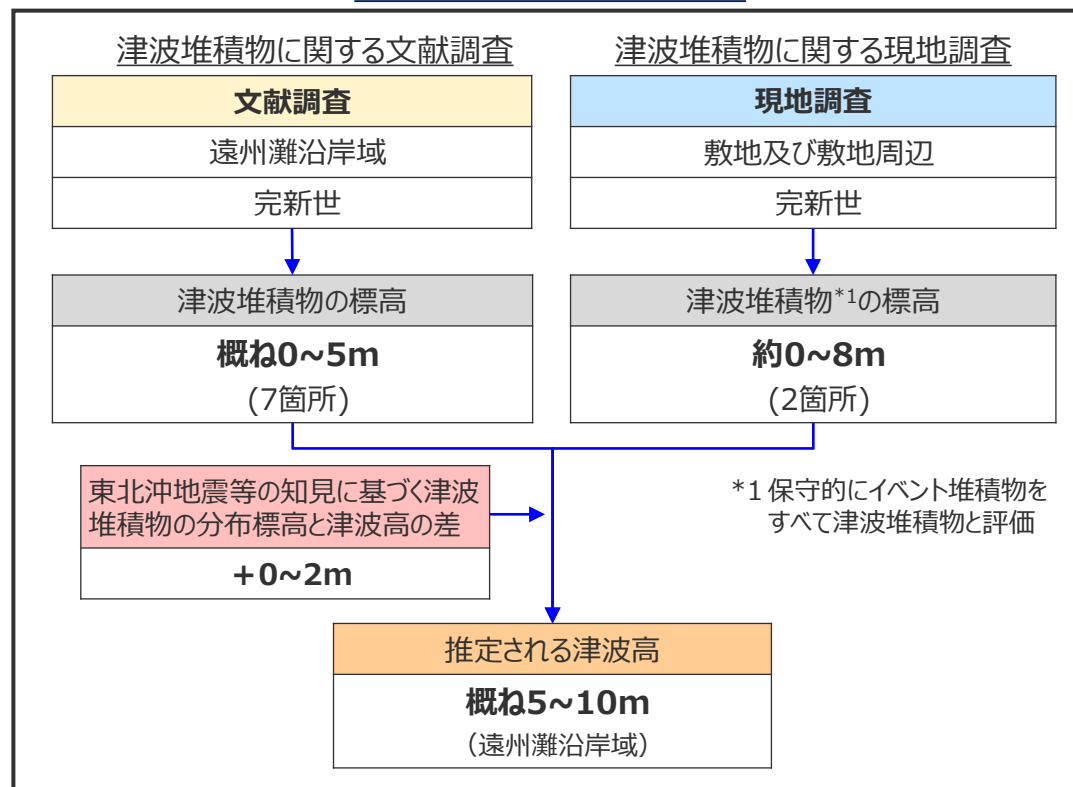 津波堆積物に関する文献調査
文献調査
遠州灘沿岸域
完新世
津波堆積物の標高
概ね0~5m
(7箇所)
津波堆積物に関する現地調査
現地調査
敷地及び敷地周辺
完新世
津波堆積物*1の標高
約0~8m
(2箇所)
東北沖地震等の知見に基づく津波
堆積物の分布標高と津波高の差
+0~2m
*1 保守的にイベント堆積物を
すべて津波堆積物と評価
推定される津波高
概ね5~10m
(遠州灘沿岸域)